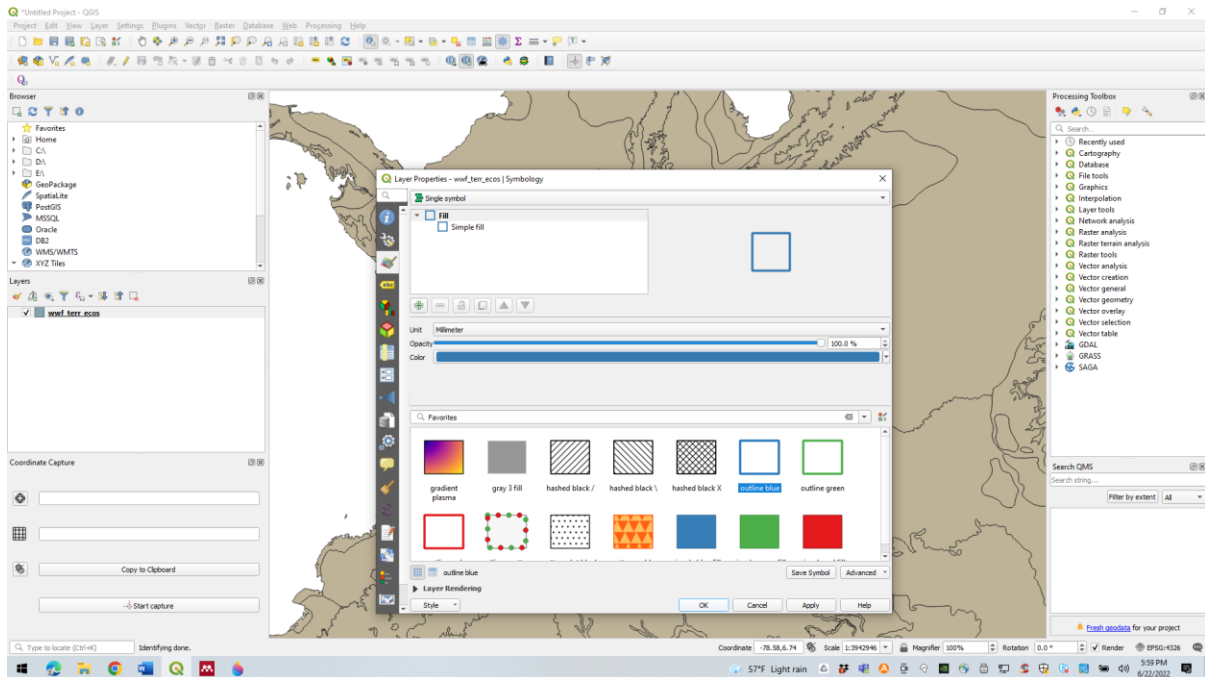 *Untitled Project - QGIS
Project Edit View Layer Settings Plugins Vector Raster Database Web Processing Help
Browser
Favorites
Home
C:\
D:\
E:\
GeoPackage
SpatiaLite
PostGIS
MSSQL
Oracle
DB2
WMS/WMTS
XYZ Tiles
Layers
wwf_terr_ecos
Coordinate Capture
Copy to Clipboard
Start capture
Layer Properties - wwf_terr_ecos | Symbology
Single symbol
Fill
Simple fill
Unit Millimeter
Opacity 100.0 %
Color
Favorites
gradient plasma
gray 3 fill
hashed black /
hashed black \
hashed black X
outline blue
outline green
outline blue
Save Symbol Advanced
Layer Rendering
Style OK Cancel Apply Help
Processing Toolbox
Search...
Recently used
Cartography
Database
File tools
Graphics
Interpolation
Layer tools
Network analysis
Raster analysis
Raster terrain analysis
Raster tools
Vector analysis
Vector creation
Vector general
Vector geometry
Vector overlay
Vector selection
Vector table
GDAL
GRASS
SAGA
Search QMS
Search string...
Filter by extent All
Fresh geodata for your project
Type to locate (Ctrl+K) Identifying done. Coordinate -78.58,6.74 Scale 1:3942946 Magnifier 100% Rotation 0.0 ° Render EPSG:4326
57°F Light rain 5:59 PM
6/22/2022